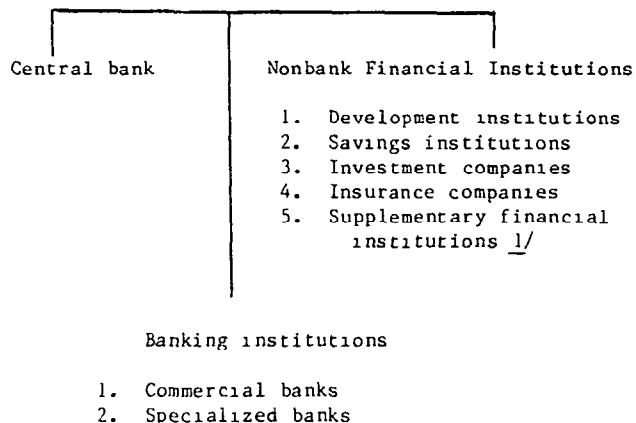 Central bank
Nonbank Financial Institutions
1. Development institutions
2. Savings institutions
3. Investment companies
4. Insurance companies
5. Supplementary financial
institutions 1/
Banking institutions
1. Commercial banks
2. Specialized banks